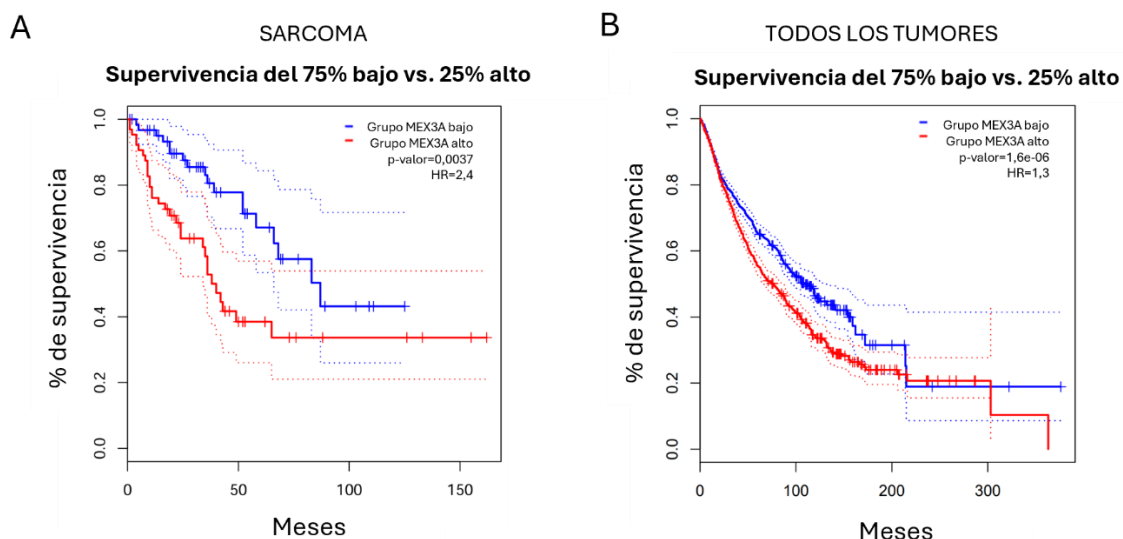 A
SARCOMA
Supervivencia del 75% bajo vs. 25% alto
Grupo MEX3A bajo
Grupo MEX3A alto
p-valor=0,0037
HR=2,4
% de supervivencia
1.0
0.8
0.6
0.4
0.2
0.0
0
50
100
150
Meses
B
TODOS LOS TUMORES
Supervivencia del 75% bajo vs. 25% alto
Grupo MEX3A bajo
Grupo MEX3A alto
p-valor=1,6e-06
HR=1,3
% de supervivencia
1.0
0.8
0.6
0.4
0.2
0.0
0
100
200
300
Meses